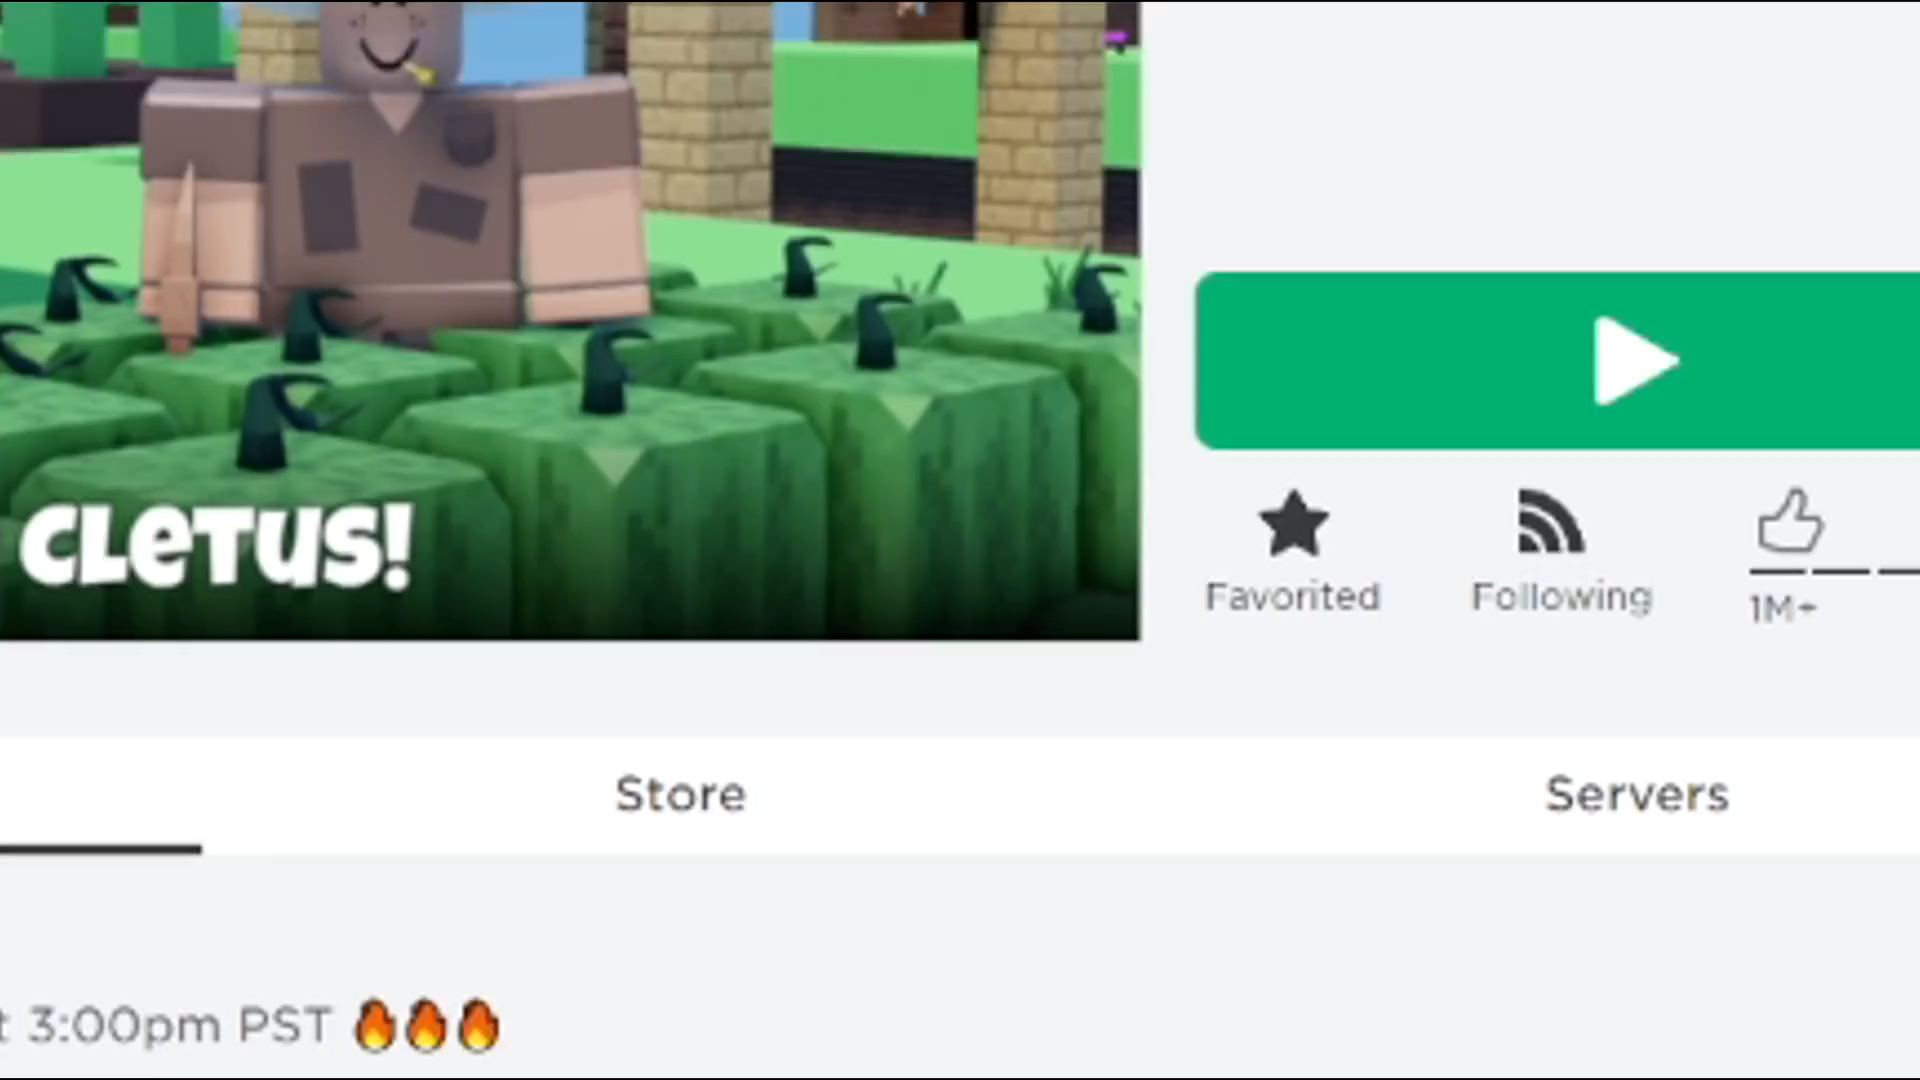 CLETUS!
Favorited
Following
1M+
Store
Servers
t 3:00pm PST 🔥🔥🔥